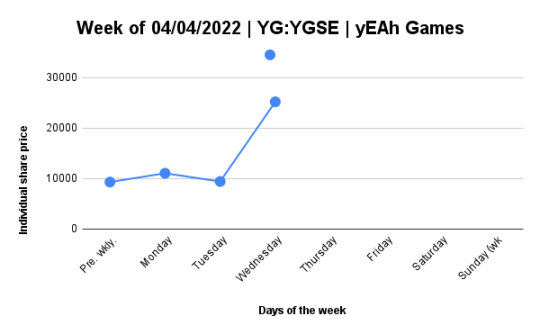 Week of 04/04/2022 | YG:YGSE | yEAh Games
30000
20000
10000
0
Individual share price
Pre. wkly.
Monday
Tuesday
Wednesday
Thursday
Friday
Saturday
Sunday (wk
Days of the week